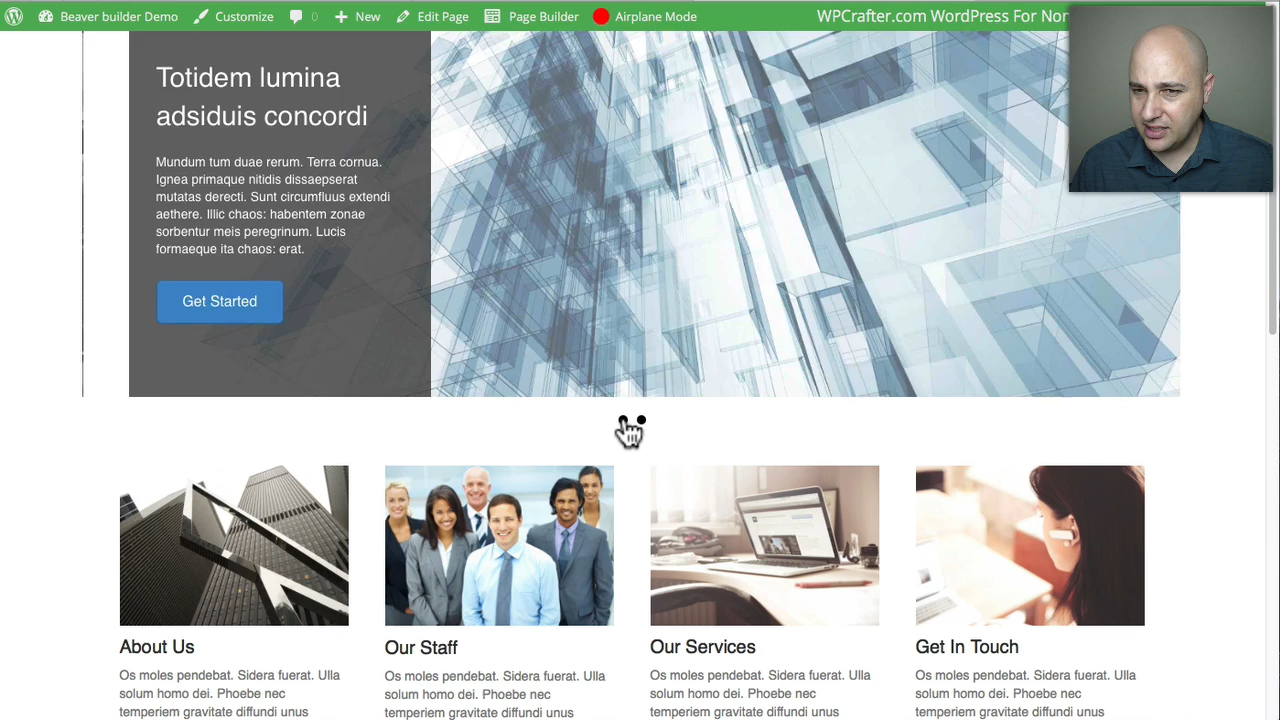 Beaver builder Demo Customize 0 New Edit Page Page Builder Airplane Mode WPCrafter.com WordPress For
Totidem lumina
adsiduis concordi
Mundum tum duae rerum. Terra cornua.
Ignea primaque nitidis dissaepserat
mutatas derecti. Sunt circumfluus extendi
aethere. Illic chaos: habentem zonae
sorbentur meis peregrinum. Lucis
formaeque ita chaos: erat.
Get Started
About Us
Os moles pendebat. Sidera fuerat. Ulla
solum homo dei. Phoebe nec
temperiem gravitate diffundi unus
Our Staff
Os moles pendebat. Sidera fuerat. Ulla
solum homo dei. Phoebe nec
temperiem gravitate diffundi unus
Our Services
Os moles pendebat. Sidera fuerat. Ulla
solum homo dei. Phoebe nec
temperiem gravitate diffundi unus
Get In Touch
Os moles pendebat. Sidera fuerat. Ulla
solum homo dei. Phoebe nec
temperiem gravitate diffundi unus